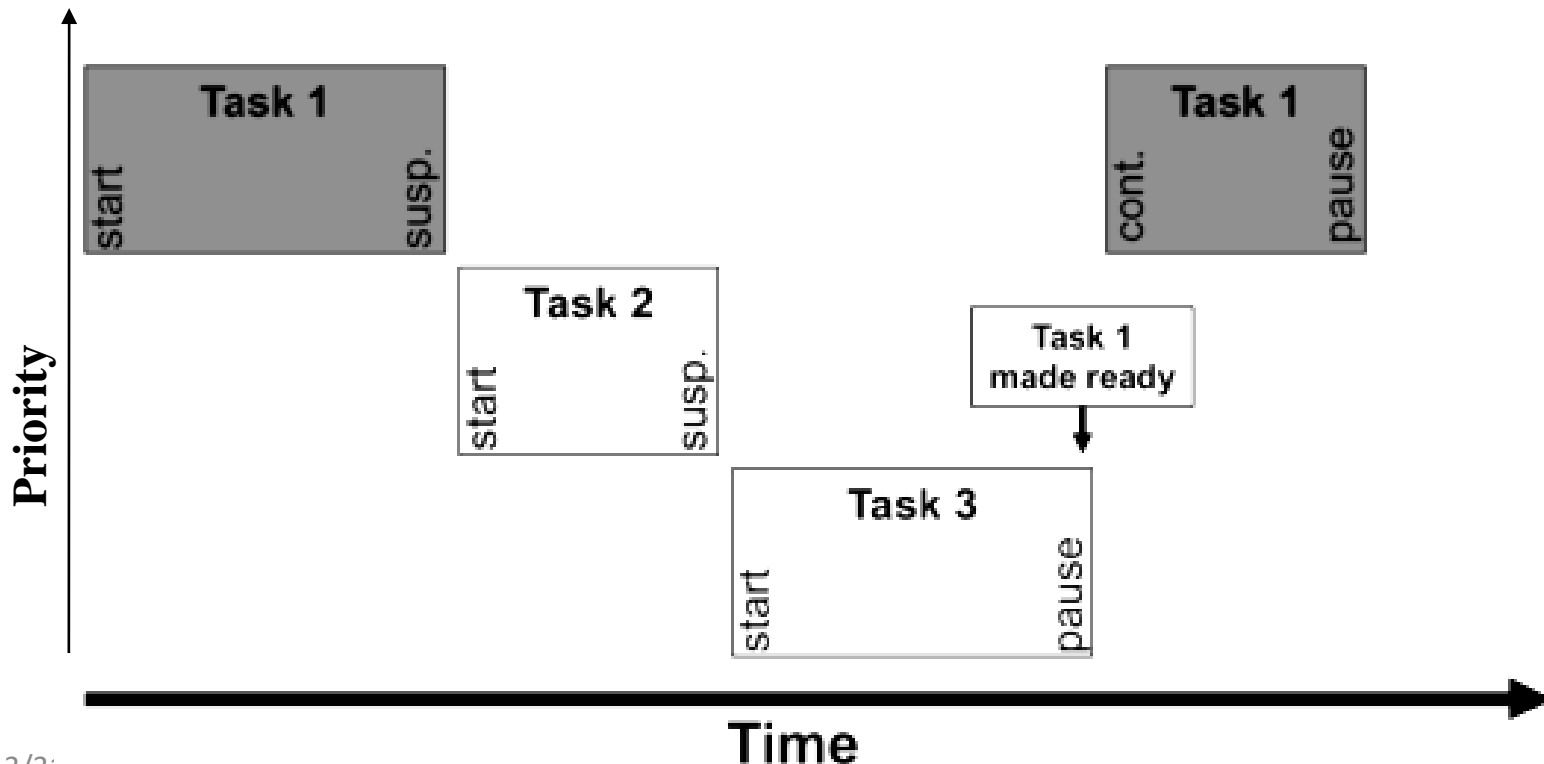 Task 1
start
susp.
Task 1
cont.
pause
Task 2
start
susp.
Task 1
made ready
Task 3
start
pause
Priority
Time